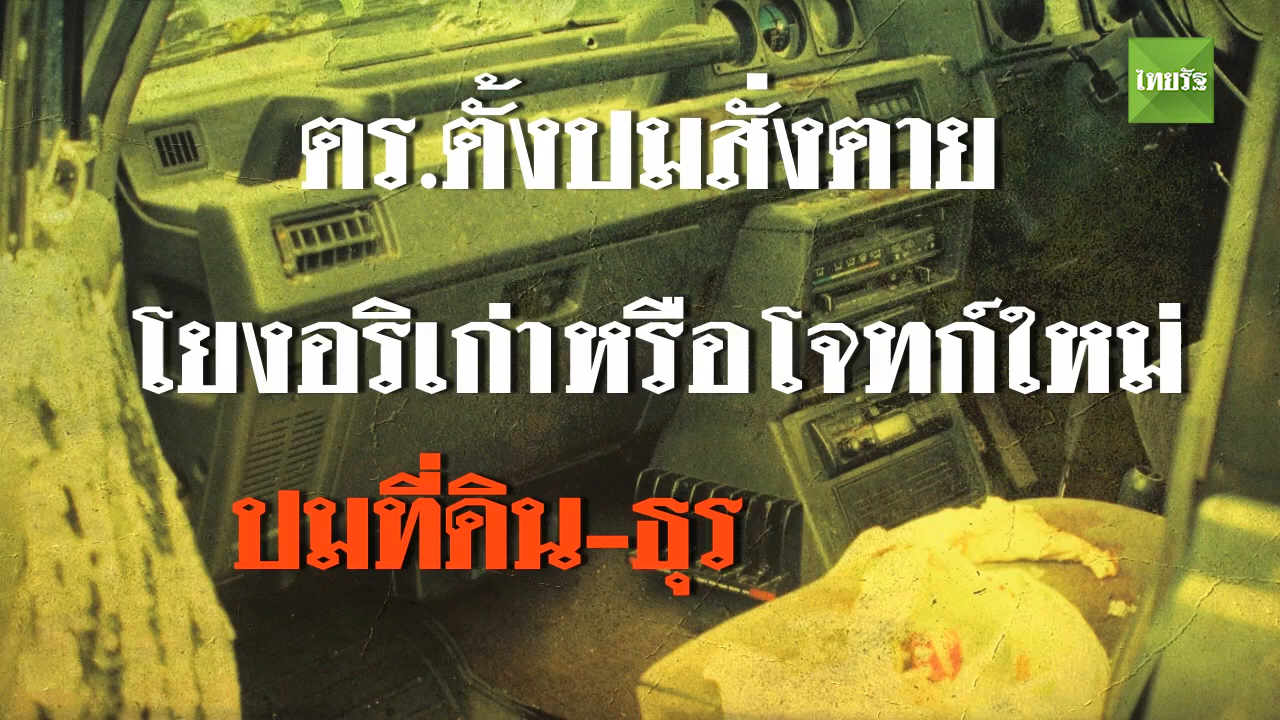 ไทยรัฐ
ตร.ตั้งปมสั่งตาย
โยงอริเก่าหรือโจทก์ใหม่
ปมที่ดิน-ธุร